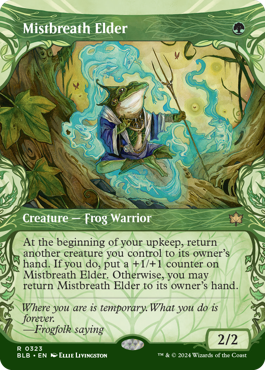 Mistbreath Elder
Creature — Frog Warrior
At the beginning of your upkeep, return
another creature you control to its owner's
hand. If you do, put a +1/+1 counter on
Mistbreath Elder. Otherwise, you may
return Mistbreath Elder to its owner's hand.
Where you are is temporary. What you do is
forever.
—Frogfolk saying
2/2
R 0323
BLB • EN Ellie Livingston
™ & © 2024 Wizards of the Coast